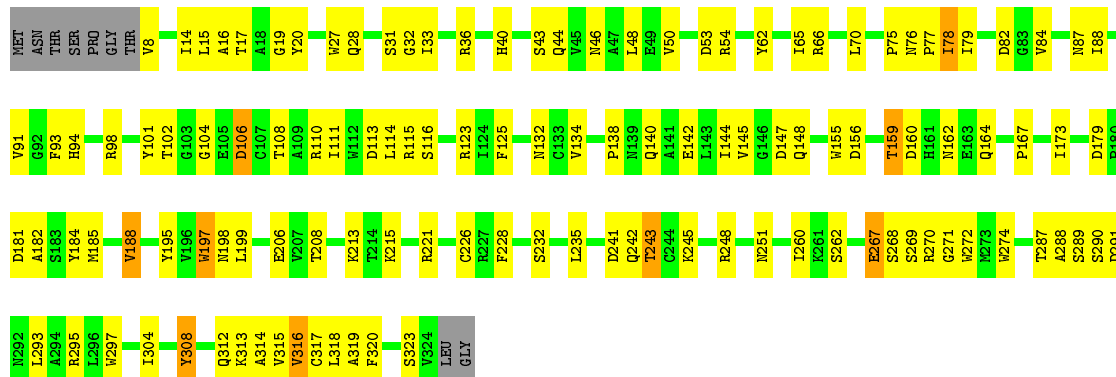 MET ASN THR SER PRO GLY THR V8 I14 L15 A16 T17 A18 G19 Y20 W27 Q28 S31 G32 I33 R36 H40 S43 Q44 V45 N46 A47 L48 E49 V50 D53 R54 Y62 I65 R66 L70 P75 N76 P77 I78 I79 D82 G83 V84 N87 I88
V91 G92 F93 H94 R98 Y101 T102 G103 G104 E105 D106 C107 T108 A109 R110 I111 W112 D113 L114 R115 S116 R123 I124 F125 N132 C133 V134 P138 N139 Q140 A141 E142 L143 I144 V145 G146 D147 Q148 W155 D156 T159 D160 H161 N162 E163 Q164 P167 I173 D179
D181 A182 S183 Y184 M185 V188 Y195 V196 W197 N198 L199 E206 V207 T208 K213 T214 K215 R221 C226 R227 F228 S232 L235 D241 Q242 T243 C244 K245 R248 N251 I260 K261 S262 E267 S268 S269 R270 G271 W272 M273 W274 T287 A288 S289 S290
N292 L293 A294 R295 L296 W297 I304 Y308 Q312 K313 A314 V315 V316 C317 L318 A319 F320 S323 V324 LEU GLY